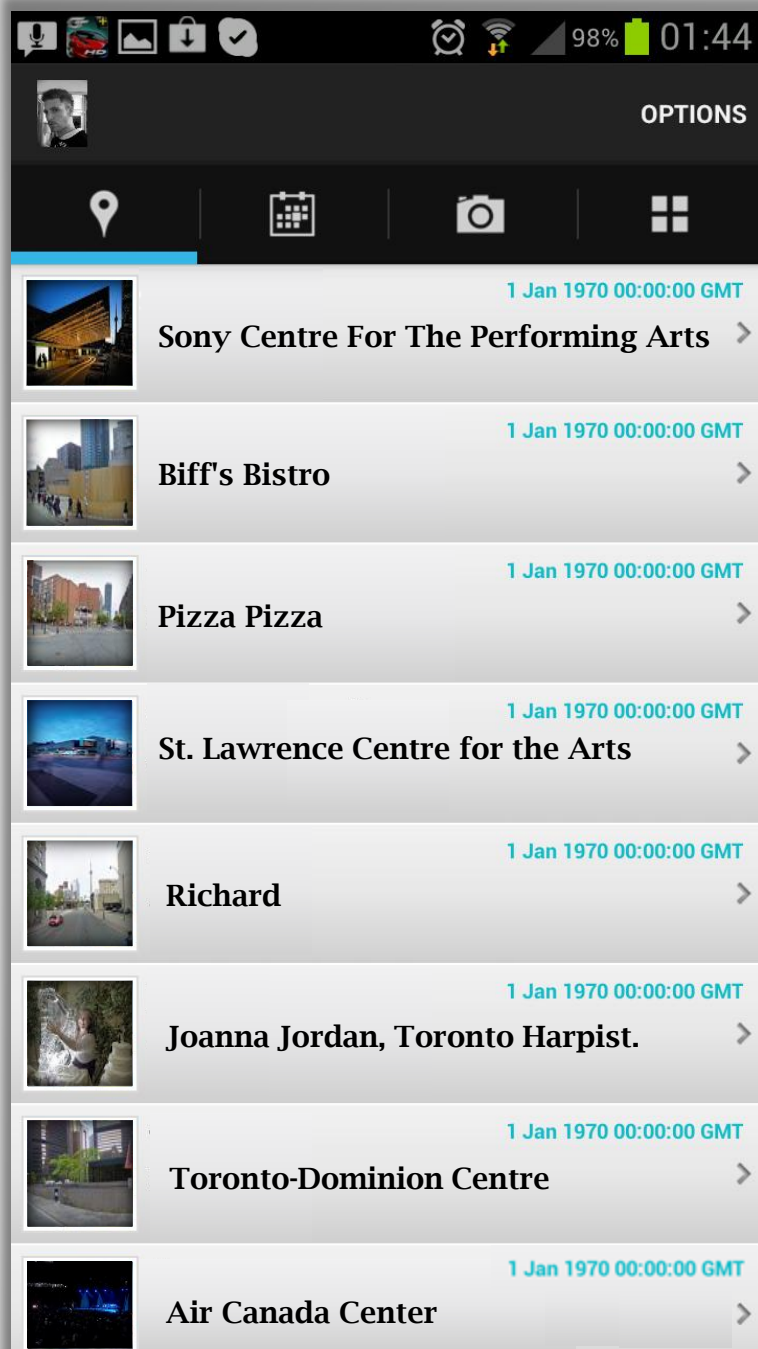 98% 01:44
OPTIONS
1 Jan 1970 00:00:00 GMT
Sony Centre For The Performing Arts
1 Jan 1970 00:00:00 GMT
Biff's Bistro
1 Jan 1970 00:00:00 GMT
Pizza Pizza
1 Jan 1970 00:00:00 GMT
St. Lawrence Centre for the Arts
1 Jan 1970 00:00:00 GMT
Richard
1 Jan 1970 00:00:00 GMT
Joanna Jordan, Toronto Harpist.
1 Jan 1970 00:00:00 GMT
Toronto-Dominion Centre
1 Jan 1970 00:00:00 GMT
Air Canada Center